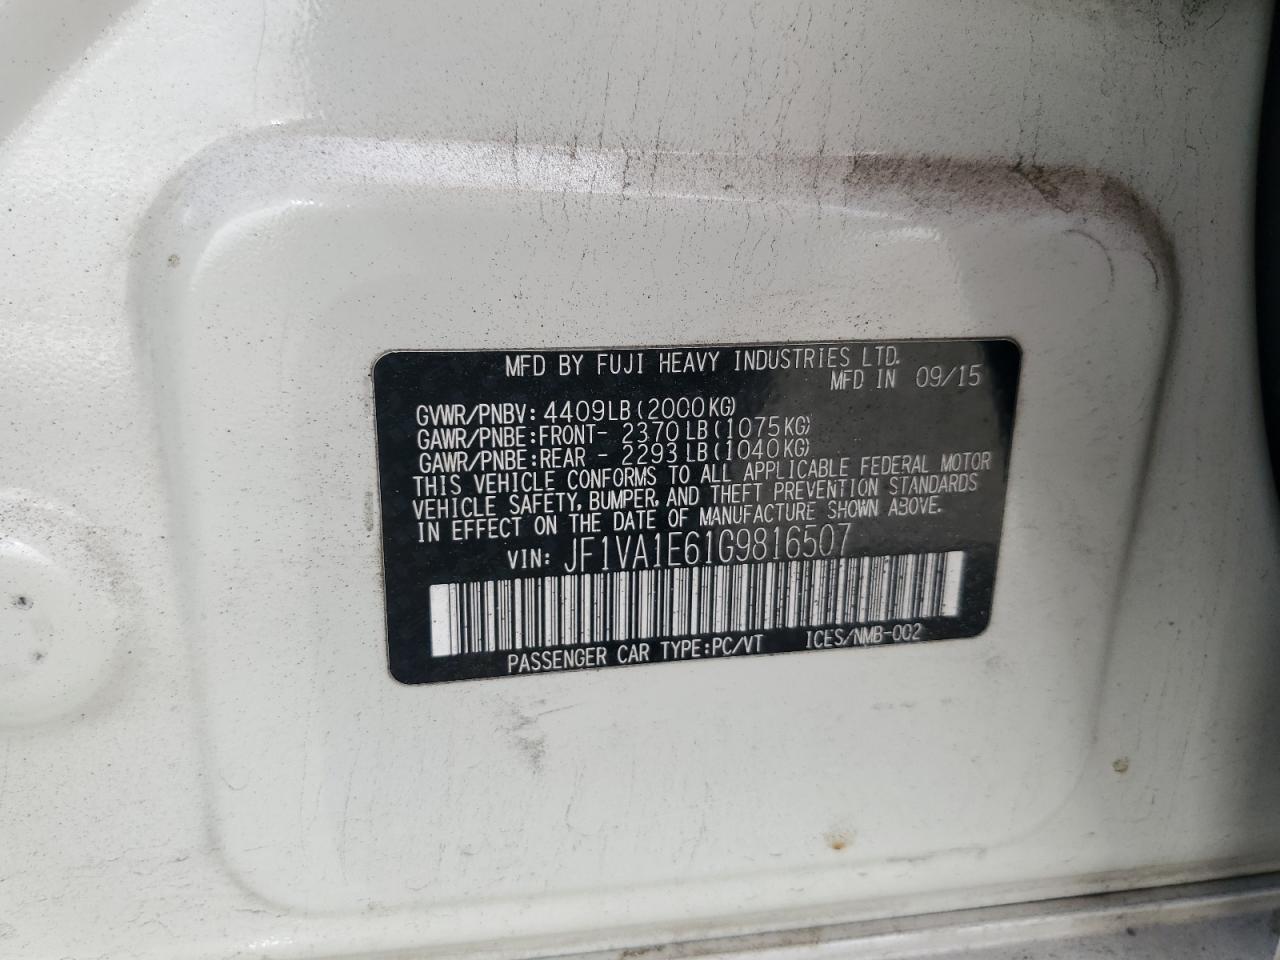 MFD BY FUJI HEAVY INDUSTRIES LTD.
MFD IN 09/15
GVWR/PNBV: 4409LB(2000KG)
GAWR/PNBE:FRONT- 2370LB(1075KG)
GAWR/PNBE:REAR - 2293LB(1040KG)
THIS VEHICLE CONFORMS TO ALL APPLICABLE FEDERAL MOTOR
VEHICLE SAFETY, BUMPER, AND THEFT PREVENTION STANDARDS
IN EFFECT ON THE DATE OF MANUFACTURE SHOWN ABOVE.
VIN: JF1VA1E61G9816507
PASSENGER CAR TYPE:PC/VT ICES/NMB-002